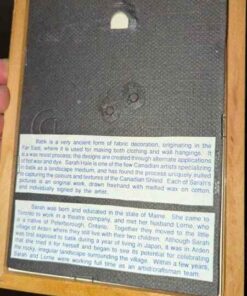 Batik is a very ancient form of fabric decoration, originating in the
Far East, where it is used for making both clothing and wall hangings. It
is a wax resist process; the designs are created through alternate applications
of hot wax and dye. Sarah Hale is one of the few Canadian artists specializing
in batik as a landscape medium, and has found the process uniquely suited
to capturing the colours and textures of the Canadian Shield. Each of Sarah's
pictures is an original work, drawn freehand with melted wax on cotton,
and individually signed by the artist.
Sarah was born and educated in the state of Maine. She came to
Toronto to work in a theatre company, and met her husband Lorne, who
is a native of Peterborough, Ontario. They moved to the little
village of Arden where they still live with their two children. Although Sarah
was first exposed to batik during a year of living in Japan, it was in Arden
that she tried it for herself, and began to see its potential for celebrating
the rocky, irregular landscape surrounding the village. Within a few years,
Sarah and Lorne were working full time as an artist/craftsman team.